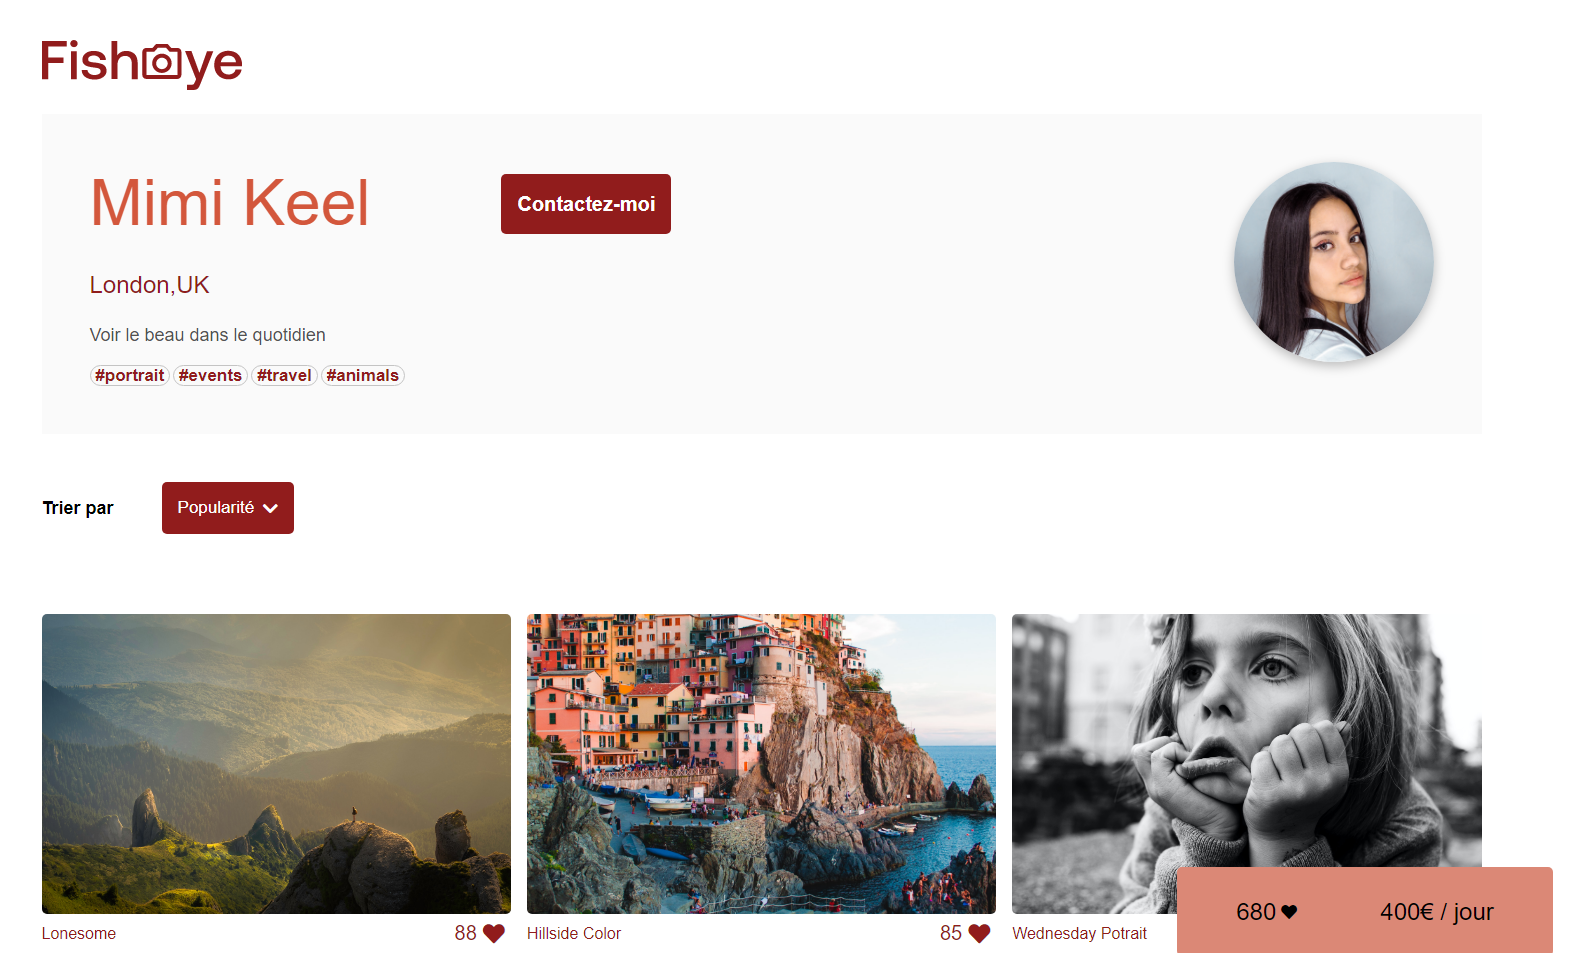 Fisheye
Mimi Keel
Contactez-moi
London,UK
Voir le beau dans le quotidien
#portrait #events #travel #animals
Trier par
Popularité
Lonesome
88
Hillside Color
85
Wednesday Potrait
680
400€ / jour